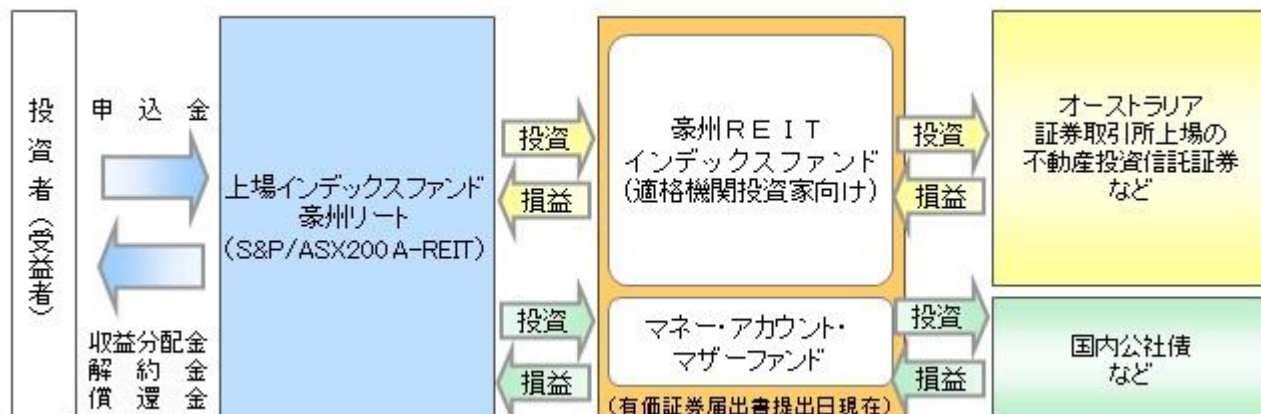 投資者（受益者）
申込金
収益分配金
解約金
償還金
上場インデックスファンド
豪州リート
（S&P/ASX200 A-REIT）
投資
損益
投資
損益
豪州REIT
インデックスファンド
（適格機関投資家向け）
マネー・アカウント・
マザーファンド
（有価証券届出書提出日現在）
投資
損益
投資
損益
オーストラリア
証券取引所上場の
不動産投資信託証券
など
国内公社債
など